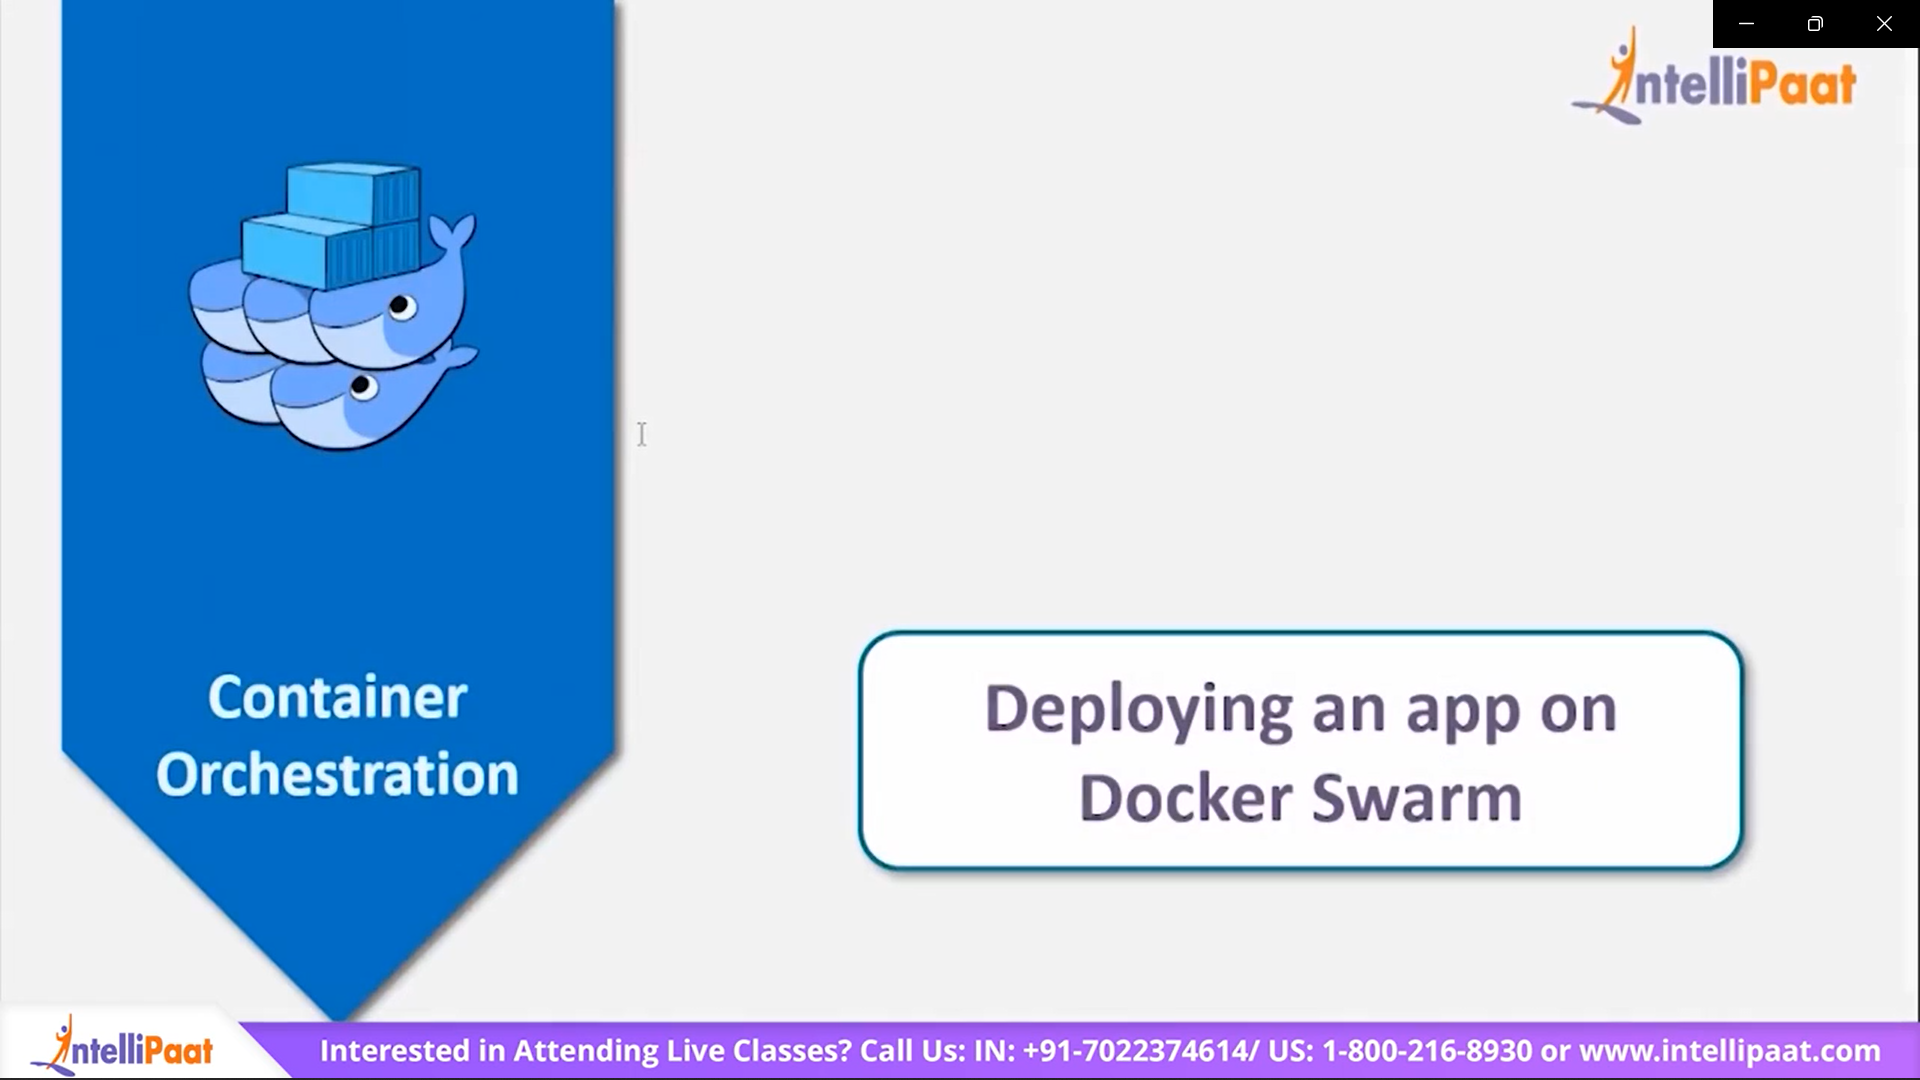 IntelliPaat
Container
Orchestration
Deploying an app on
Docker Swarm
IntelliPaat
Interested in Attending Live Classes? Call Us: IN: +91-7022374614/ US: 1-800-216-8930 or www.intellipaat.com